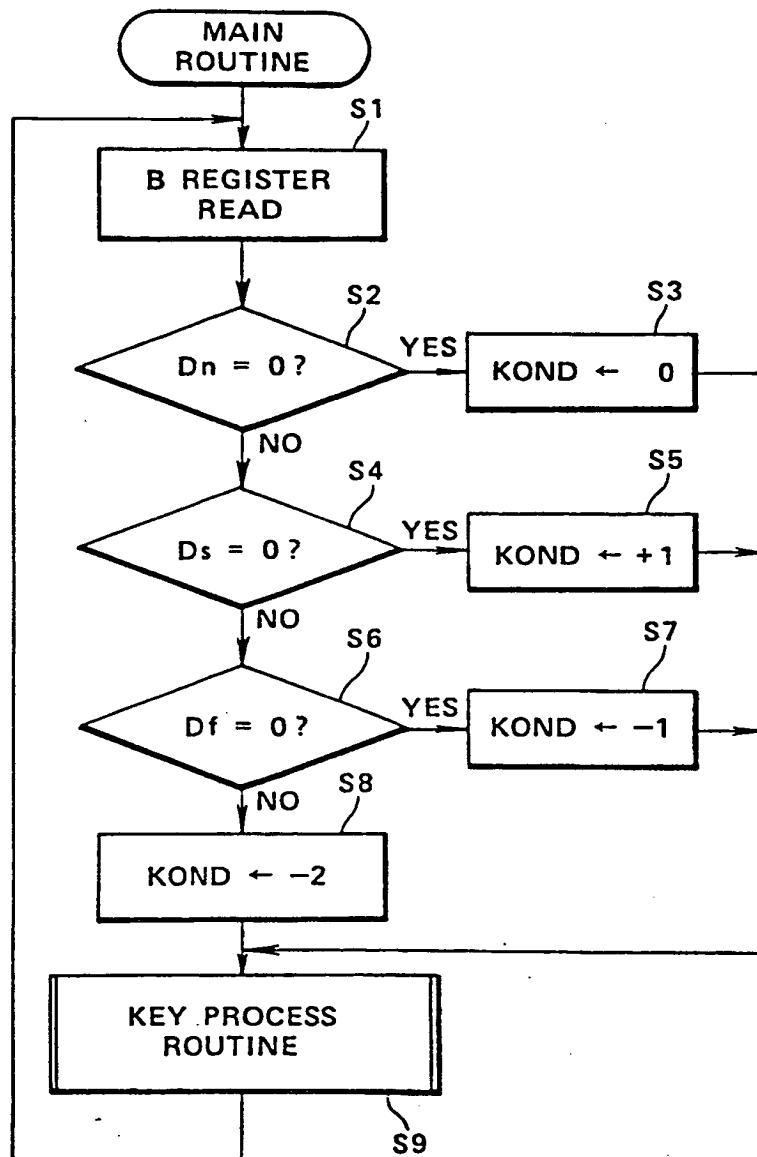 MAIN
ROUTINE
S1
B REGISTER
READ
S2
Dn = 0?
YES
S3
KOND ← 0
NO
S4
Ds = 0?
YES
S5
KOND ← +1
NO
S6
Df = 0?
YES
S7
KOND ← −1
NO
S8
KOND ← −2
KEY PROCESS
ROUTINE
S9